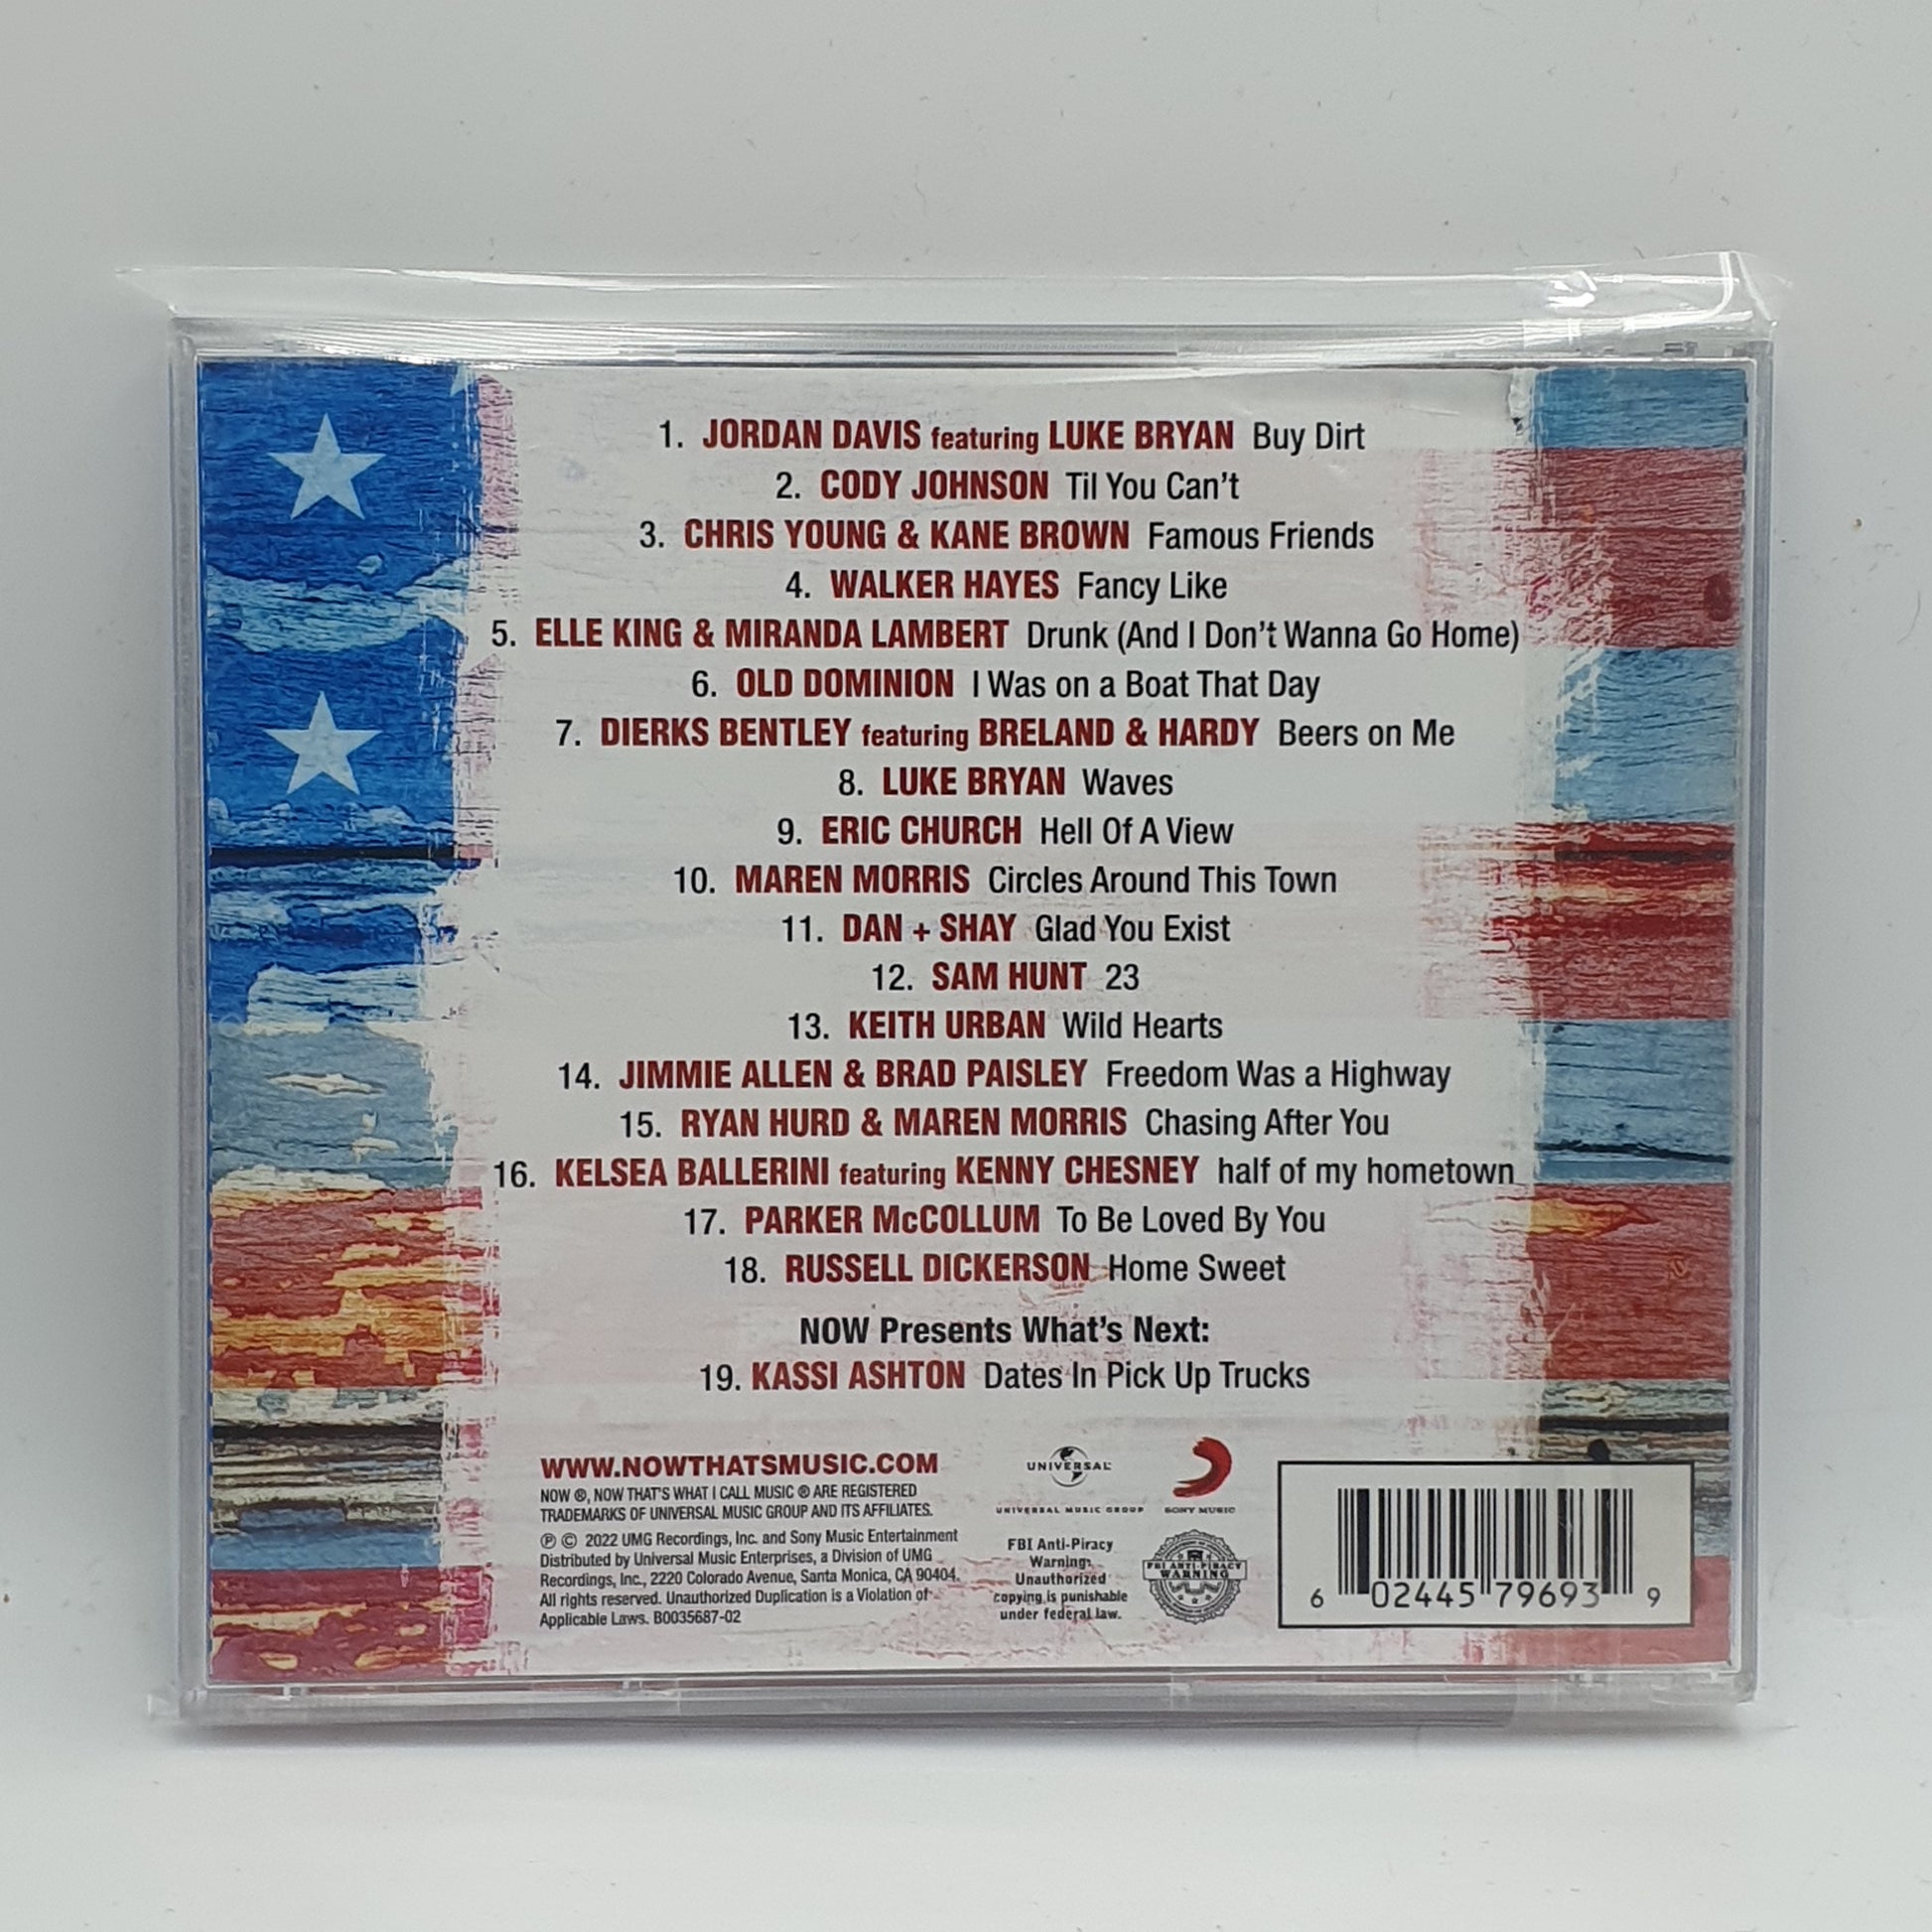 1. JORDAN DAVIS featuring LUKE BRYAN Buy Dirt
2. CODY JOHNSON Til You Can't
3. CHRIS YOUNG & KANE BROWN Famous Friends
4. WALKER HAYES Fancy Like
5. ELLE KING & MIRANDA LAMBERT Drunk (And I Don't Wanna Go Home)
6. OLD DOMINION I Was on a Boat That Day
7. DIERKS BENTLEY featuring BRELAND & HARDY Beers on Me
8. LUKE BRYAN Waves
9. ERIC CHURCH Hell Of A View
10. MAREN MORRIS Circles Around This Town
11. DAN + SHAY Glad You Exist
12. SAM HUNT 23
13. KEITH URBAN Wild Hearts
14. JIMMIE ALLEN & BRAD PAISLEY Freedom Was a Highway
15. RYAN HURD & MAREN MORRIS Chasing After You
16. KELSEA BALLERINI featuring KENNY CHESNEY half of my hometown
17. PARKER McCOLLUM To Be Loved By You
18. RUSSELL DICKERSON Home Sweet
NOW Presents What's Next:
19. KASSI ASHTON Dates In Pick Up Trucks
WWW.NOWTHATSMUSIC.COM
NOW ®, NOW THAT'S WHAT I CALL MUSIC ® ARE REGISTERED
TRADEMARKS OF UNIVERSAL MUSIC GROUP AND ITS AFFILIATES.
℗ © 2022 UMG Recordings, Inc. and Sony Music Entertainment
Distributed by Universal Music Enterprises, a Division of UMG
Recordings, Inc., 2220 Colorado Avenue, Santa Monica, CA 90404.
All rights reserved. Unauthorized Duplication is a Violation of
Applicable Laws. B0035687-02
UNIVERSAL
UNIVERSAL MUSIC GROUP
SONY MUSIC
FBI Anti-Piracy
Warning:
Unauthorized
copying is punishable
under federal law.
FBI ANTI-PIRACY
WARNING
6 02445 79693 9